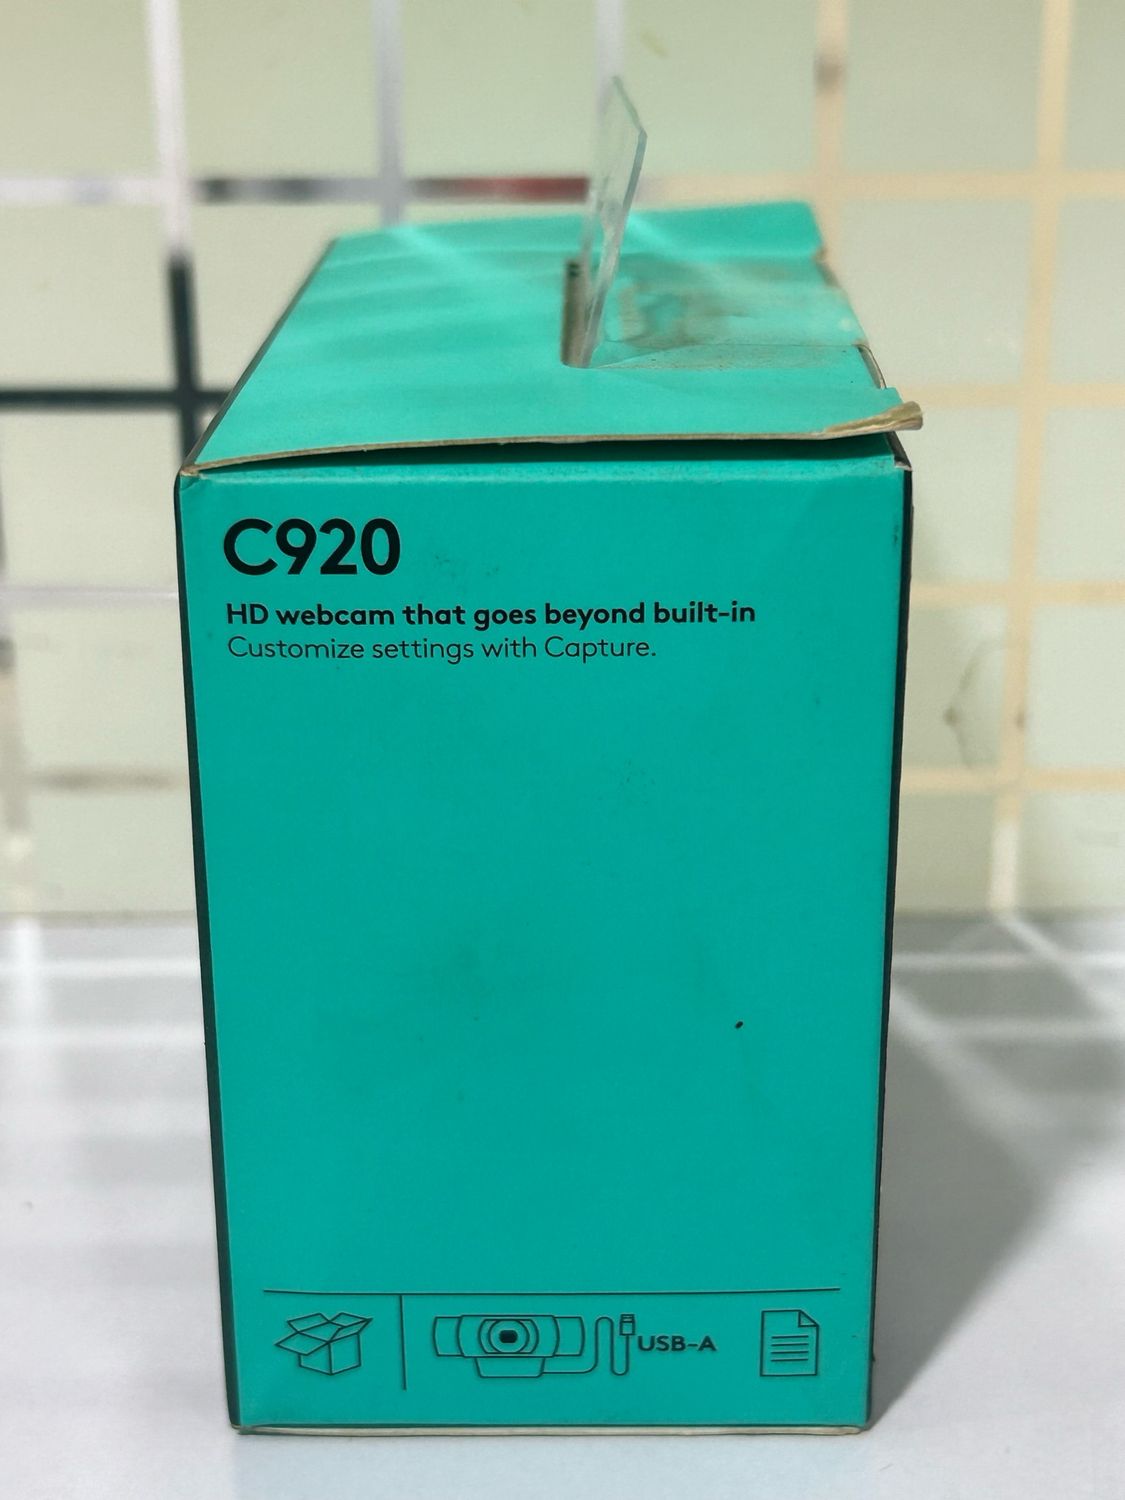 C920
HD webcam that goes beyond built-in
Customize settings with Capture.
USB-A